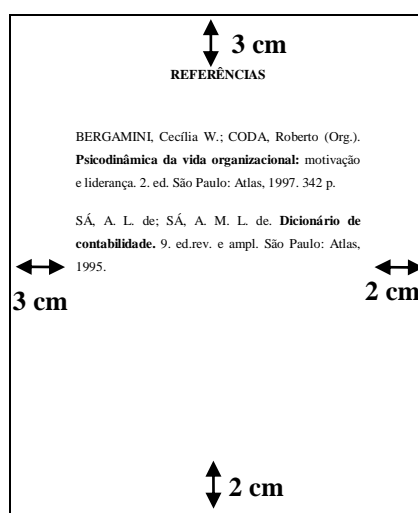 3 cm
REFERÊNCIAS
BERGAMINI, Cecília W.; CODA, Roberto (Org.).
Psicodinâmica da vida organizacional: motivação
e liderança. 2. ed. São Paulo: Atlas, 1997. 342 p.
SÁ, A. L. de; SÁ, A. M. L. de. Dicionário de
contabilidade. 9. ed.rev. e ampl. São Paulo: Atlas,
1995.
3 cm
2 cm
2 cm